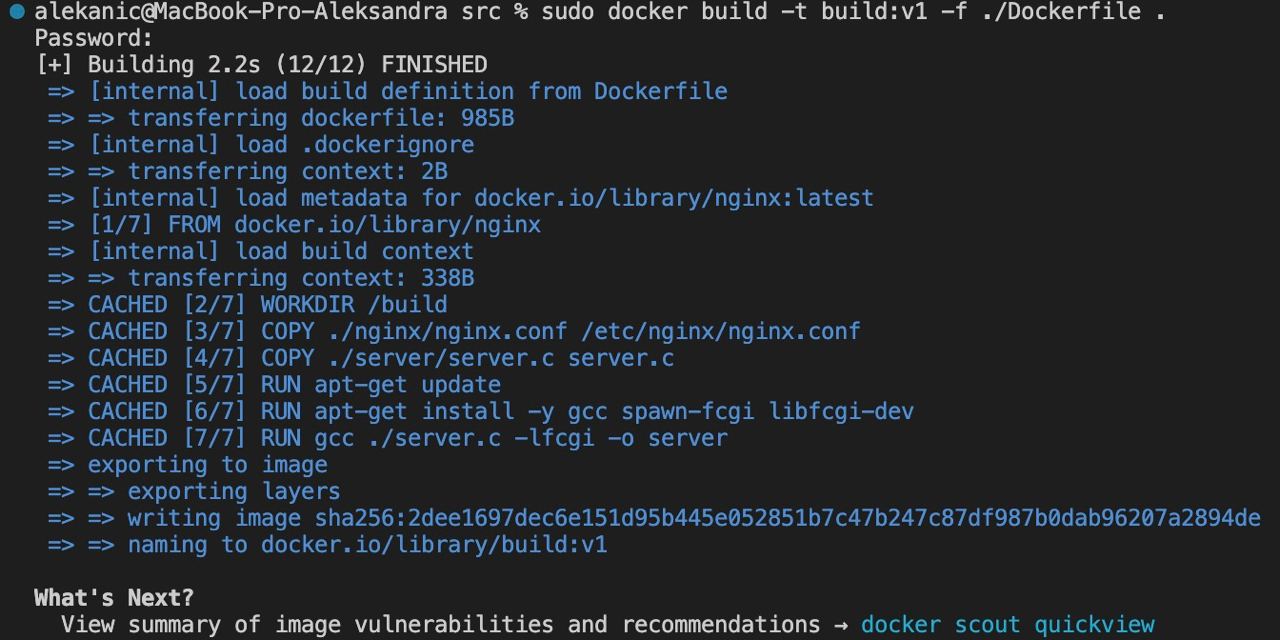 alekanic@MacBook-Pro-Aleksandra src % sudo docker build -t build:v1 -f ./Dockerfile .
Password:
[+] Building 2.2s (12/12) FINISHED
=> [internal] load build definition from Dockerfile
=> => transferring dockerfile: 985B
=> [internal] load .dockerignore
=> => transferring context: 2B
=> [internal] load metadata for docker.io/library/nginx:latest
=> [1/7] FROM docker.io/library/nginx
=> [internal] load build context
=> => transferring context: 338B
=> CACHED [2/7] WORKDIR /build
=> CACHED [3/7] COPY ./nginx/nginx.conf /etc/nginx/nginx.conf
=> CACHED [4/7] COPY ./server/server.c server.c
=> CACHED [5/7] RUN apt-get update
=> CACHED [6/7] RUN apt-get install -y gcc spawn-fcgi libfcgi-dev
=> CACHED [7/7] RUN gcc ./server.c -lfcgi -o server
=> exporting to image
=> => exporting layers
=> => writing image sha256:2dee1697dec6e151d95b445e052851b7c47b247c87df987b0dab96207a2894de
=> => naming to docker.io/library/build:v1
What's Next?
View summary of image vulnerabilities and recommendations → docker scout quickview